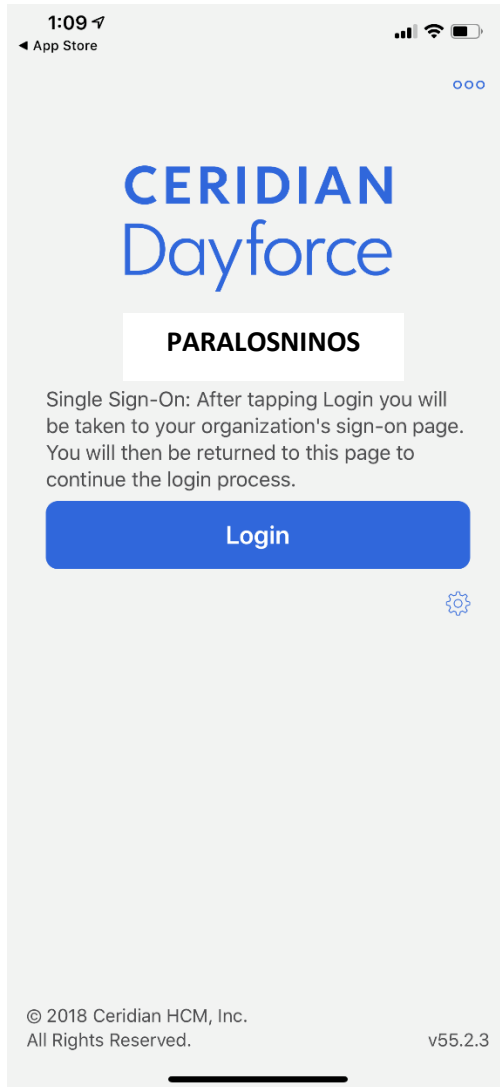 1:09
App Store
CERIDIAN
Dayforce
PARALOSNINOS
Single Sign-On: After tapping Login you will
be taken to your organization's sign-on page.
You will then be returned to this page to
continue the login process.
Login
© 2018 Ceridian HCM, Inc.
All Rights Reserved. v55.2.3